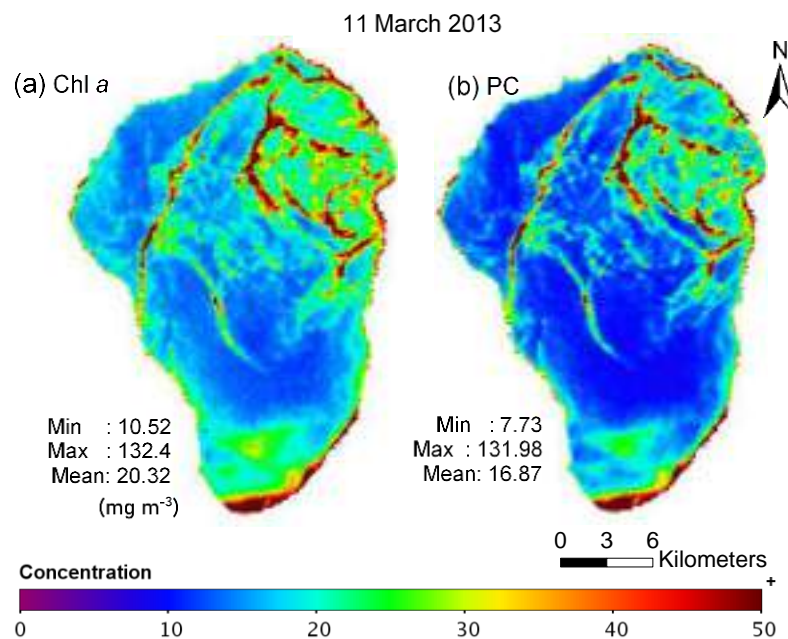 11 March 2013
N
(a) Chl a
(b) PC
Min : 10.52
Max : 132.4
Mean: 20.32
(mg m-3)
Min : 7.73
Max : 131.98
Mean: 16.87
0 3 6
Kilometers
Concentration
+
0 10 20 30 40 50